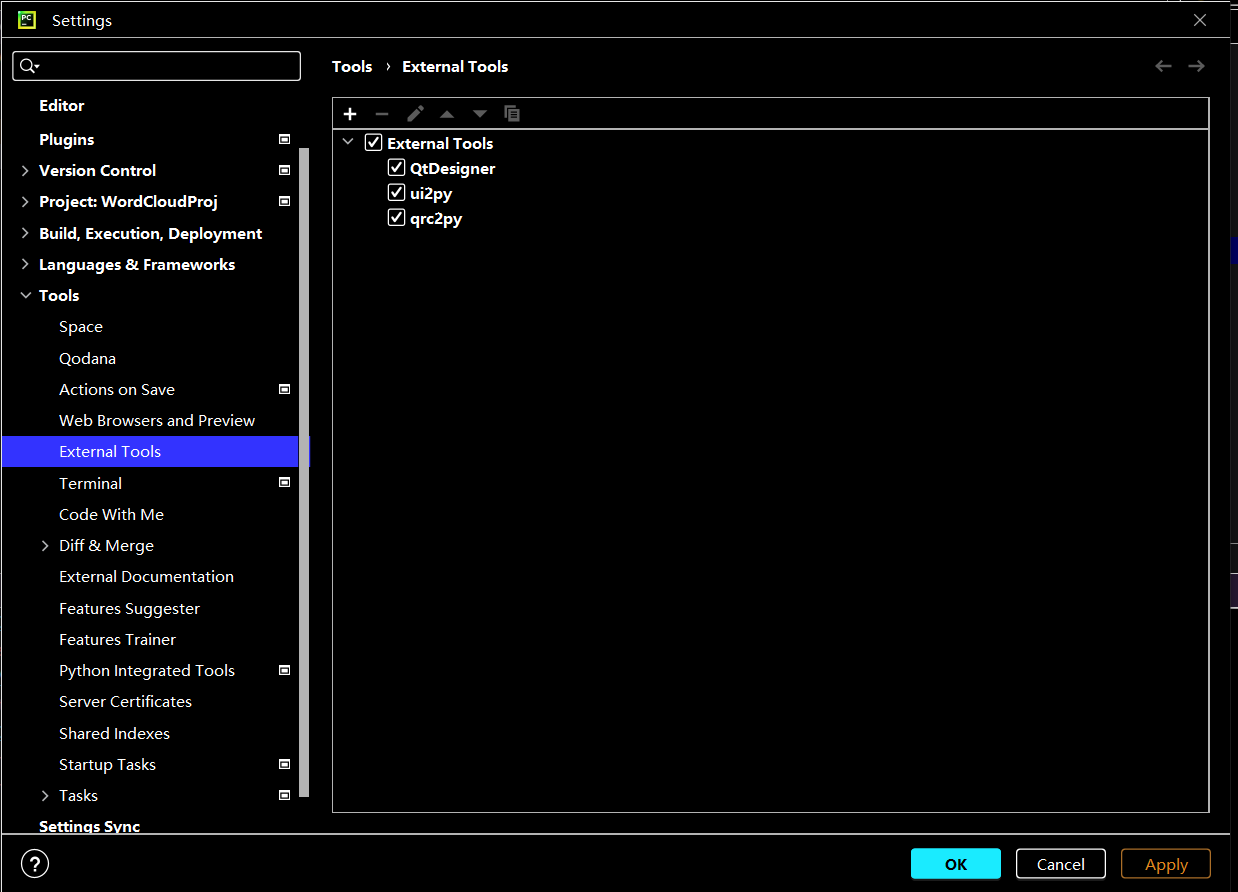 PC
Settings
Tools › External Tools
Editor
Plugins
Version Control
Project: WordCloudProj
Build, Execution, Deployment
Languages & Frameworks
Tools
Space
Qodana
Actions on Save
Web Browsers and Preview
External Tools
Terminal
Code With Me
Diff & Merge
External Documentation
Features Suggester
Features Trainer
Python Integrated Tools
Server Certificates
Shared Indexes
Startup Tasks
Tasks
Settings Sync
External Tools
QtDesigner
ui2py
qrc2py
?
OK
Cancel
Apply